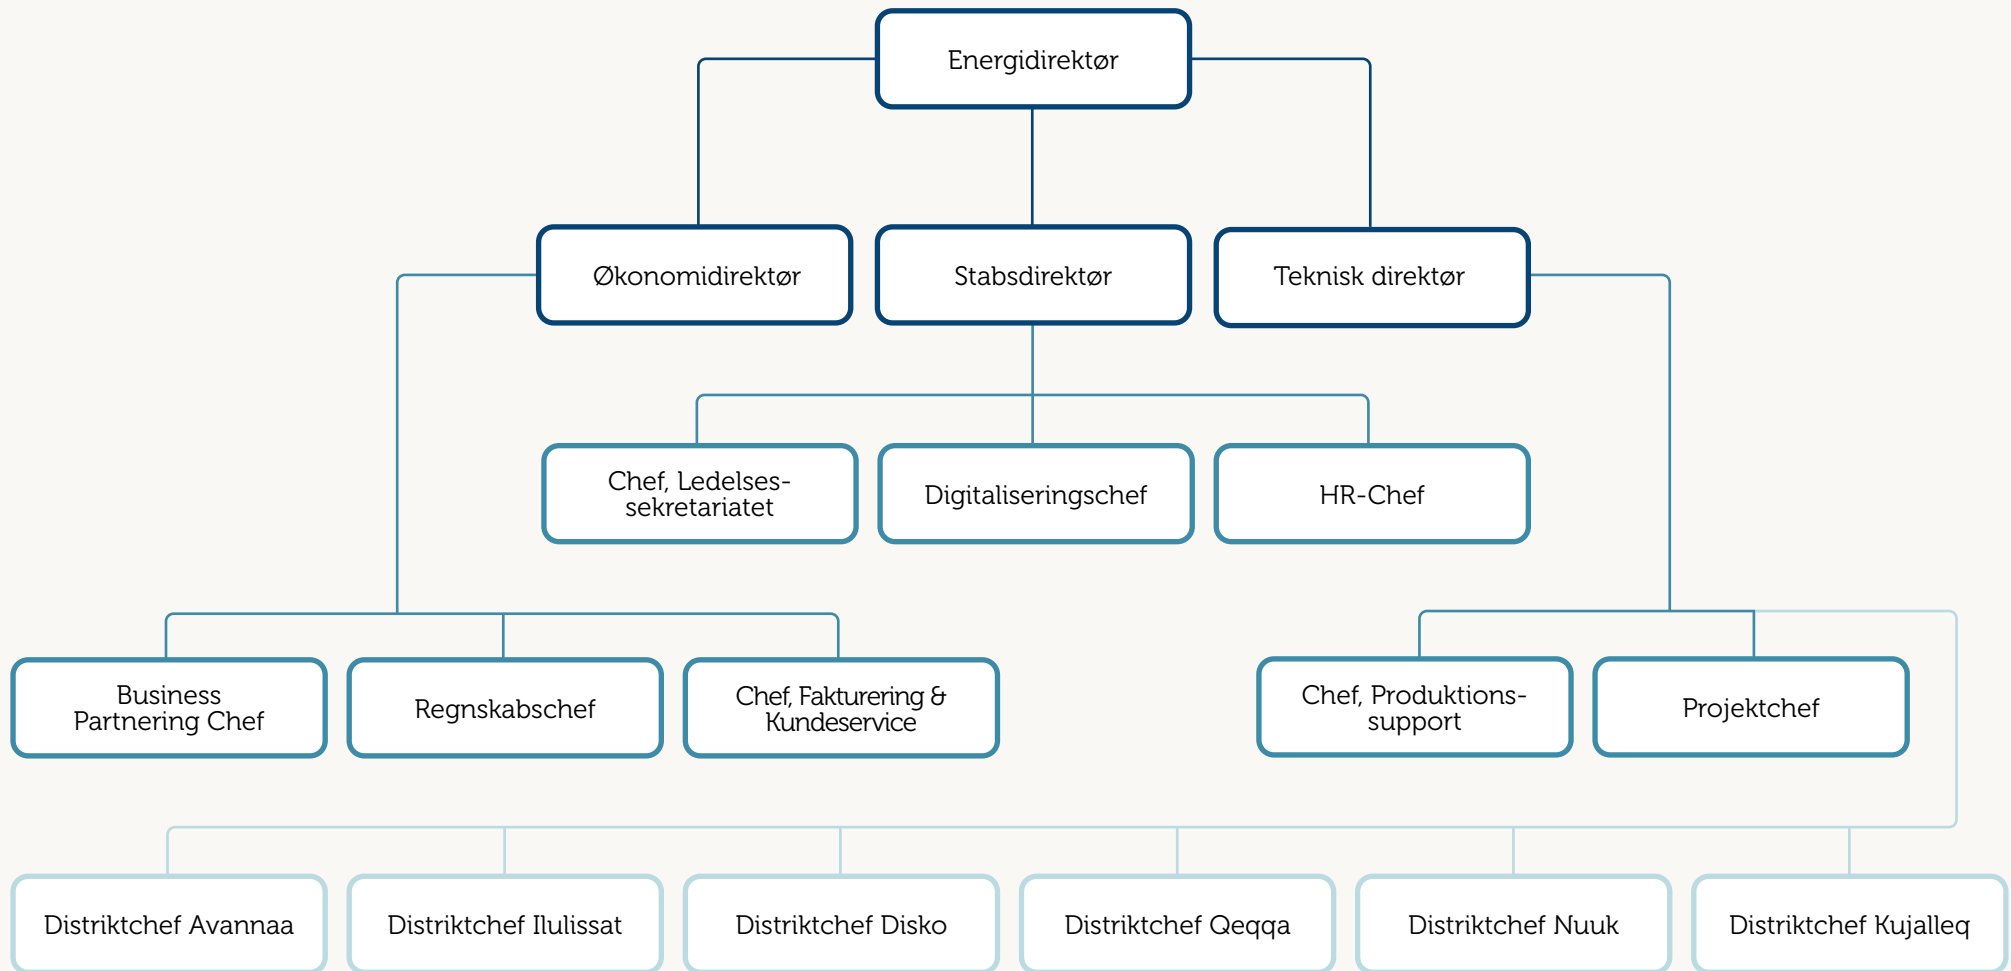 Energidirektør
Økonomidirektør
Stabsdirektør
Teknisk direktør
Chef, Ledelses-
sekretariatet
Digitaliseringschef
HR-Chef
Business
Partnering Chef
Regnskabschef
Chef, Fakturering &
Kundeservice
Chef, Produktions-
support
Projektchef
Distriktchef Avannaa
Distriktchef Ilulissat
Distriktchef Disko
Distriktchef Qeqqa
Distriktchef Nuuk
Distriktchef Kujalleq